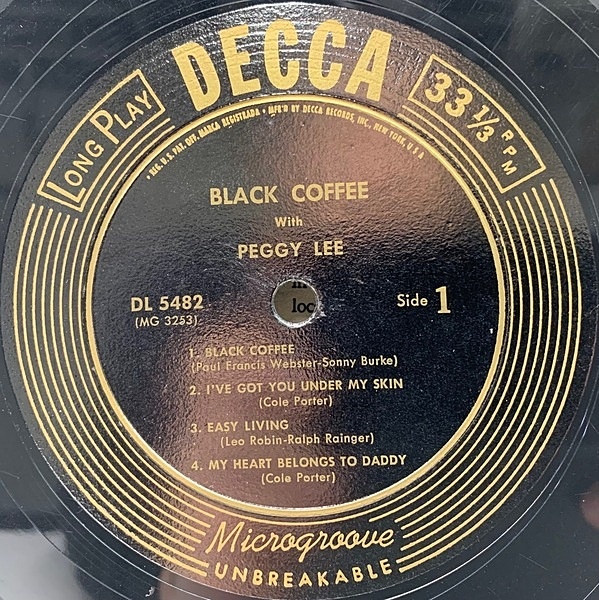 DECCA
LONG PLAY
33 1/3 RPM
• REG. U.S. PAT. OFF. MARCA REGISTRADA • MFR'D BY DECCA RECORDS, INC., NEW YORK, U S A
BLACK COFFEE
With
PEGGY LEE
DL 5482
(MG 3253)
Side 1
loc
1. BLACK COFFEE
(Paul Francis Webster-Sonny Burke)
2. I'VE GOT YOU UNDER MY SKIN
(Cole Porter)
3. EASY LIVING
(Leo Robin-Ralph Rainger)
4. MY HEART BELONGS TO DADDY
(Cole Porter)
Microgroove
UNBREAKABLE